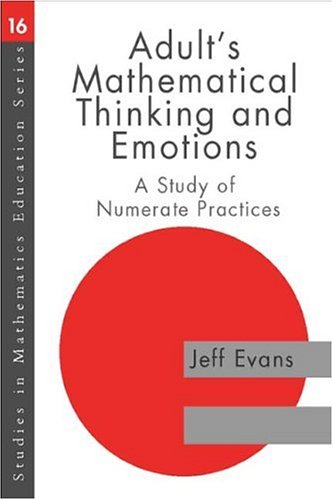 16
Studies in Mathematics Education Series
Adult's
Mathematical
Thinking and
Emotions
A Study of
Numerate Practices
Jeff Evans